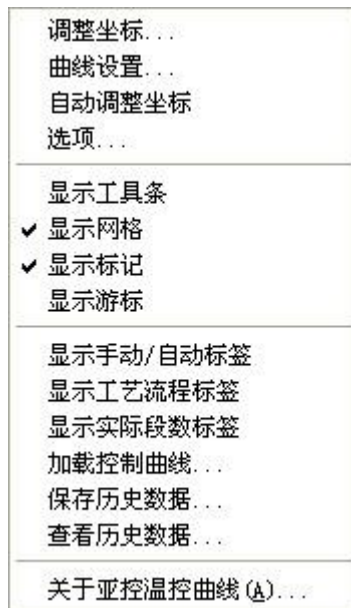 调整坐标...
曲线设置...
自动调整坐标
选项...
显示工具条
显示网格
显示标记
显示游标
显示手动/自动标签
显示工艺流程标签
显示实际段数标签
加载控制曲线...
保存历史数据...
查看历史数据...
关于亚控温控曲线(A)...